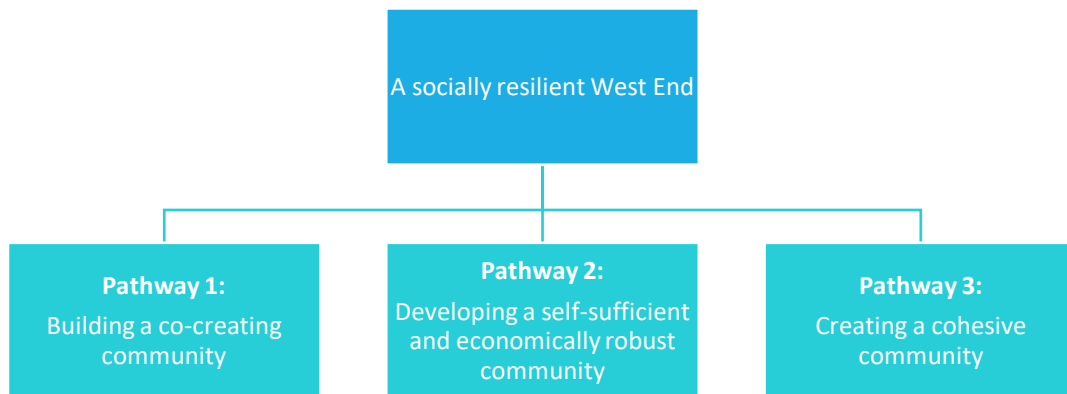 A socially resilient West End
Pathway 1:
Building a co-creating
community
Pathway 2:
Developing a self-sufficient
and economically robust
community
Pathway 3:
Creating a cohesive
community